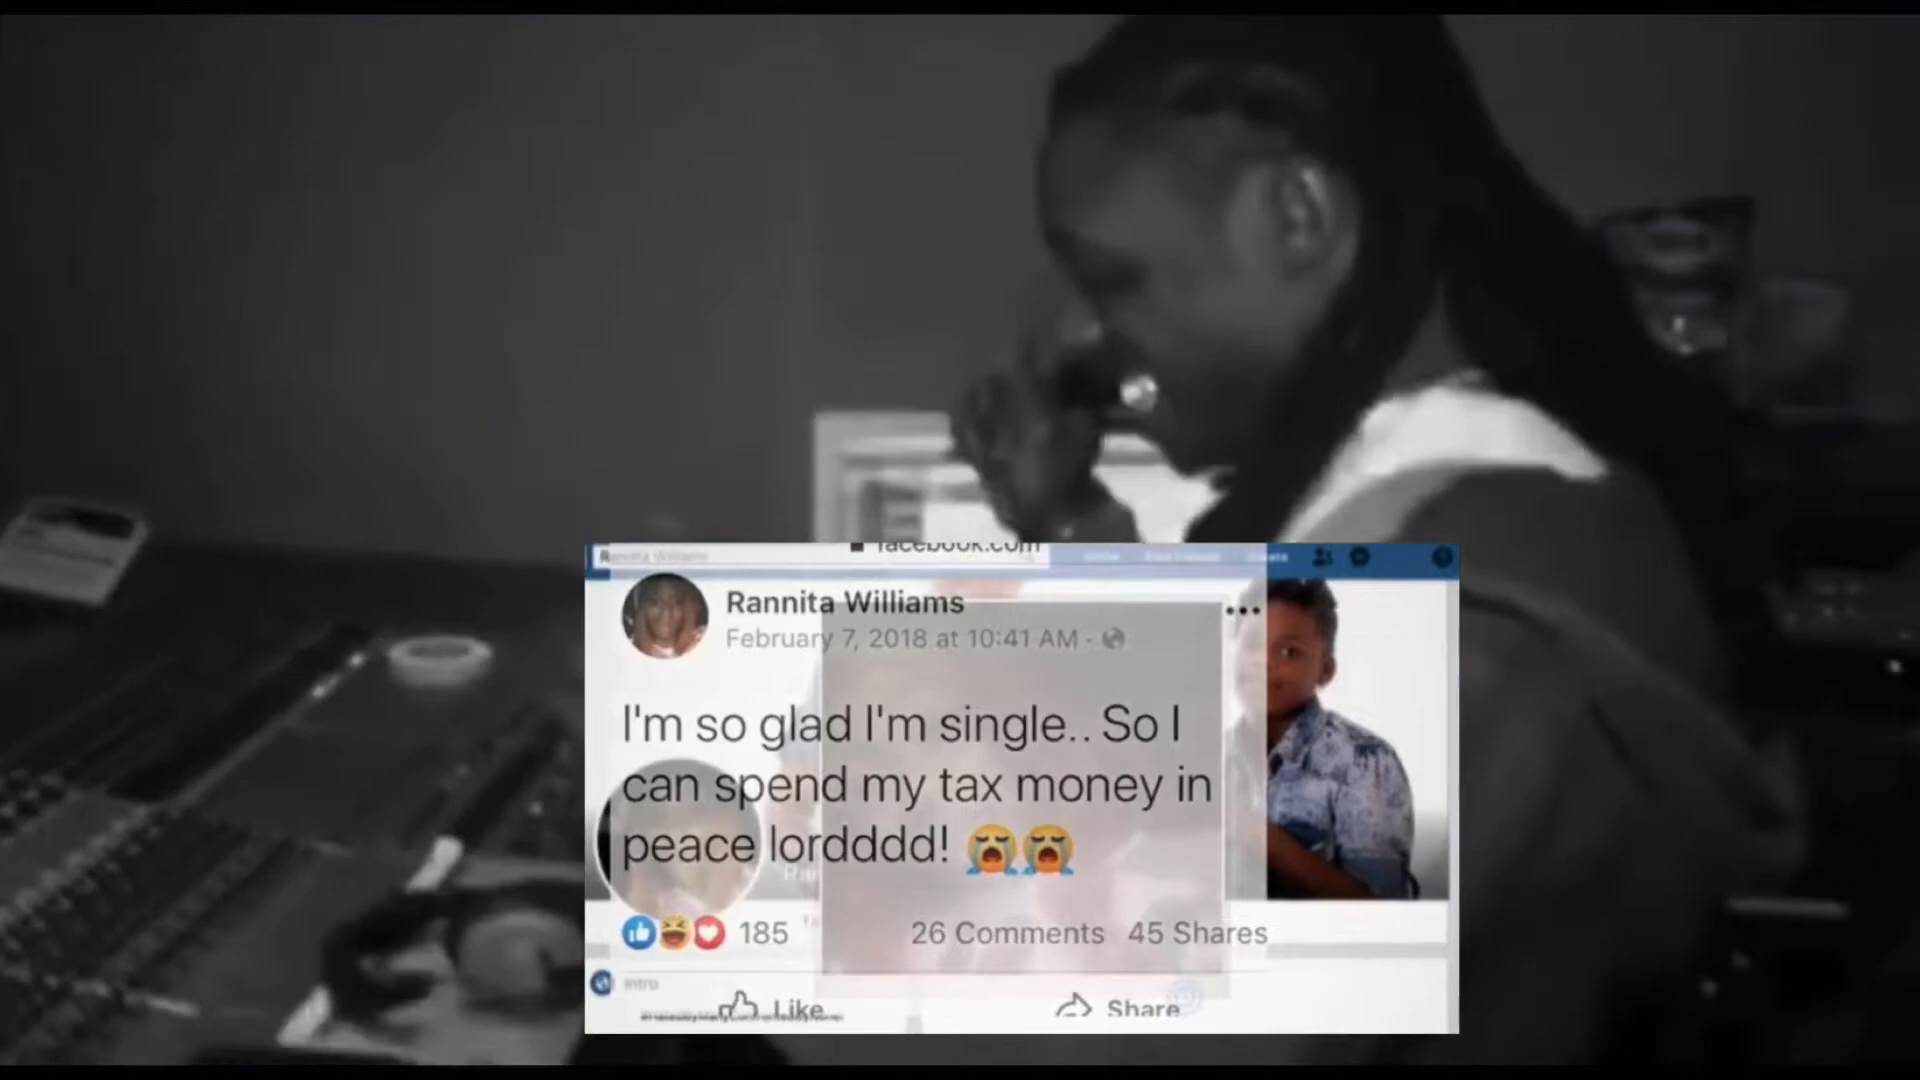 facebook.com
Rannita Williams
February 7, 2018 at 10:41 AM -
I'm so glad I'm single.. So I
can spend my tax money in
peace lordddd! 😭😭
185 26 Comments 45 Shares
Intro
Like Share